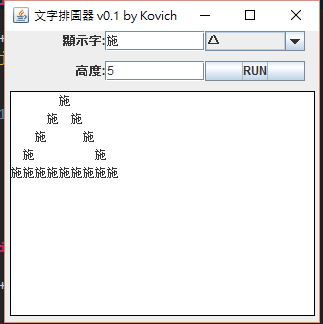 文字排圖器 v0.1 by Kovich
顯示字: 施 △
高度: 5 RUN
施
施 施
施 施
施 施
施施施施施施施施施